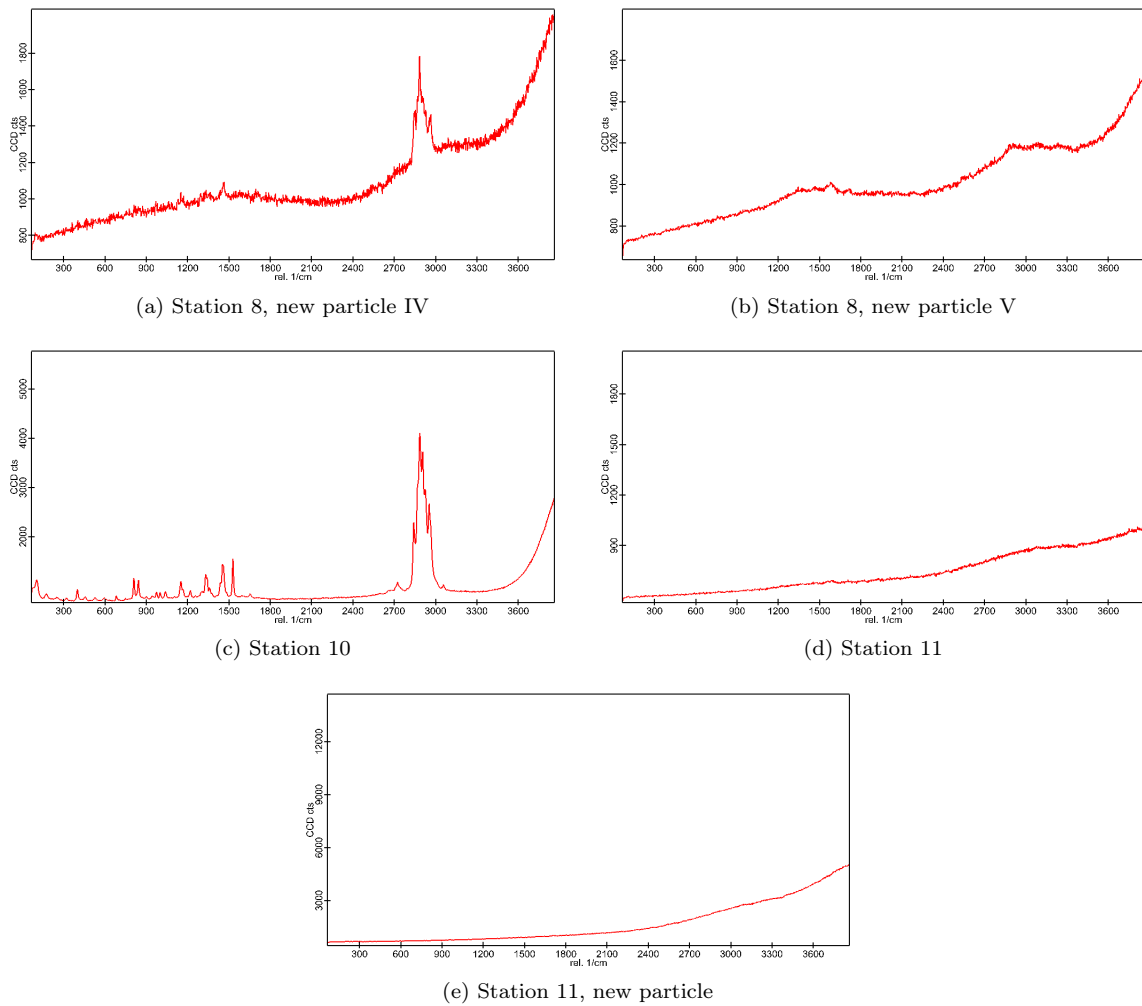 1800
1600
1400
1200
1000
800
CCD cts
300 600 900 1200 1500 1800 2100 2400 2700 3000 3300 3600
rel. 1/cm
(a) Station 8, new particle IV
1600
1400
1200
1000
800
CCD cts
300 600 900 1200 1500 1800 2100 2400 2700 3000 3300 3600
rel. 1/cm
(b) Station 8, new particle V
5000
4000
3000
2000
CCD cts
300 600 900 1200 1500 1800 2100 2400 2700 3000 3300 3600
rel. 1/cm
(c) Station 10
1800
1500
1200
900
CCD cts
300 600 900 1200 1500 1800 2100 2400 2700 3000 3300 3600
rel. 1/cm
(d) Station 11
12000
9000
6000
3000
CCD cts
300 600 900 1200 1500 1800 2100 2400 2700 3000 3300 3600
rel. 1/cm
(e) Station 11, new particle